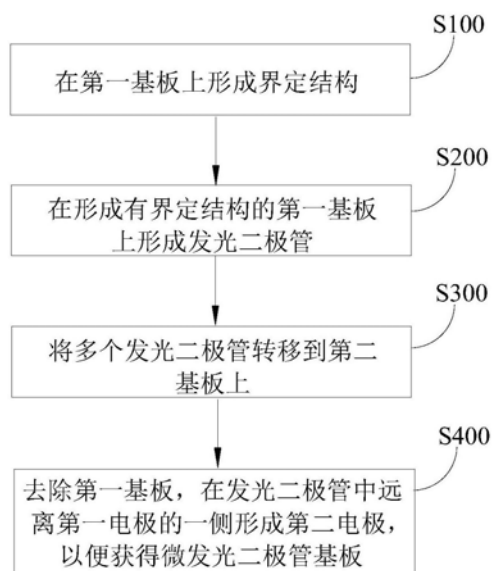 S100
在第一基板上形成界定结构
S200
在形成有界定结构的第一基板
上形成发光二极管
S300
将多个发光二极管转移到第二
基板上
S400
去除第一基板，在发光二极管中远
离第一电极的一侧形成第二电极，
以便获得微发光二极管基板